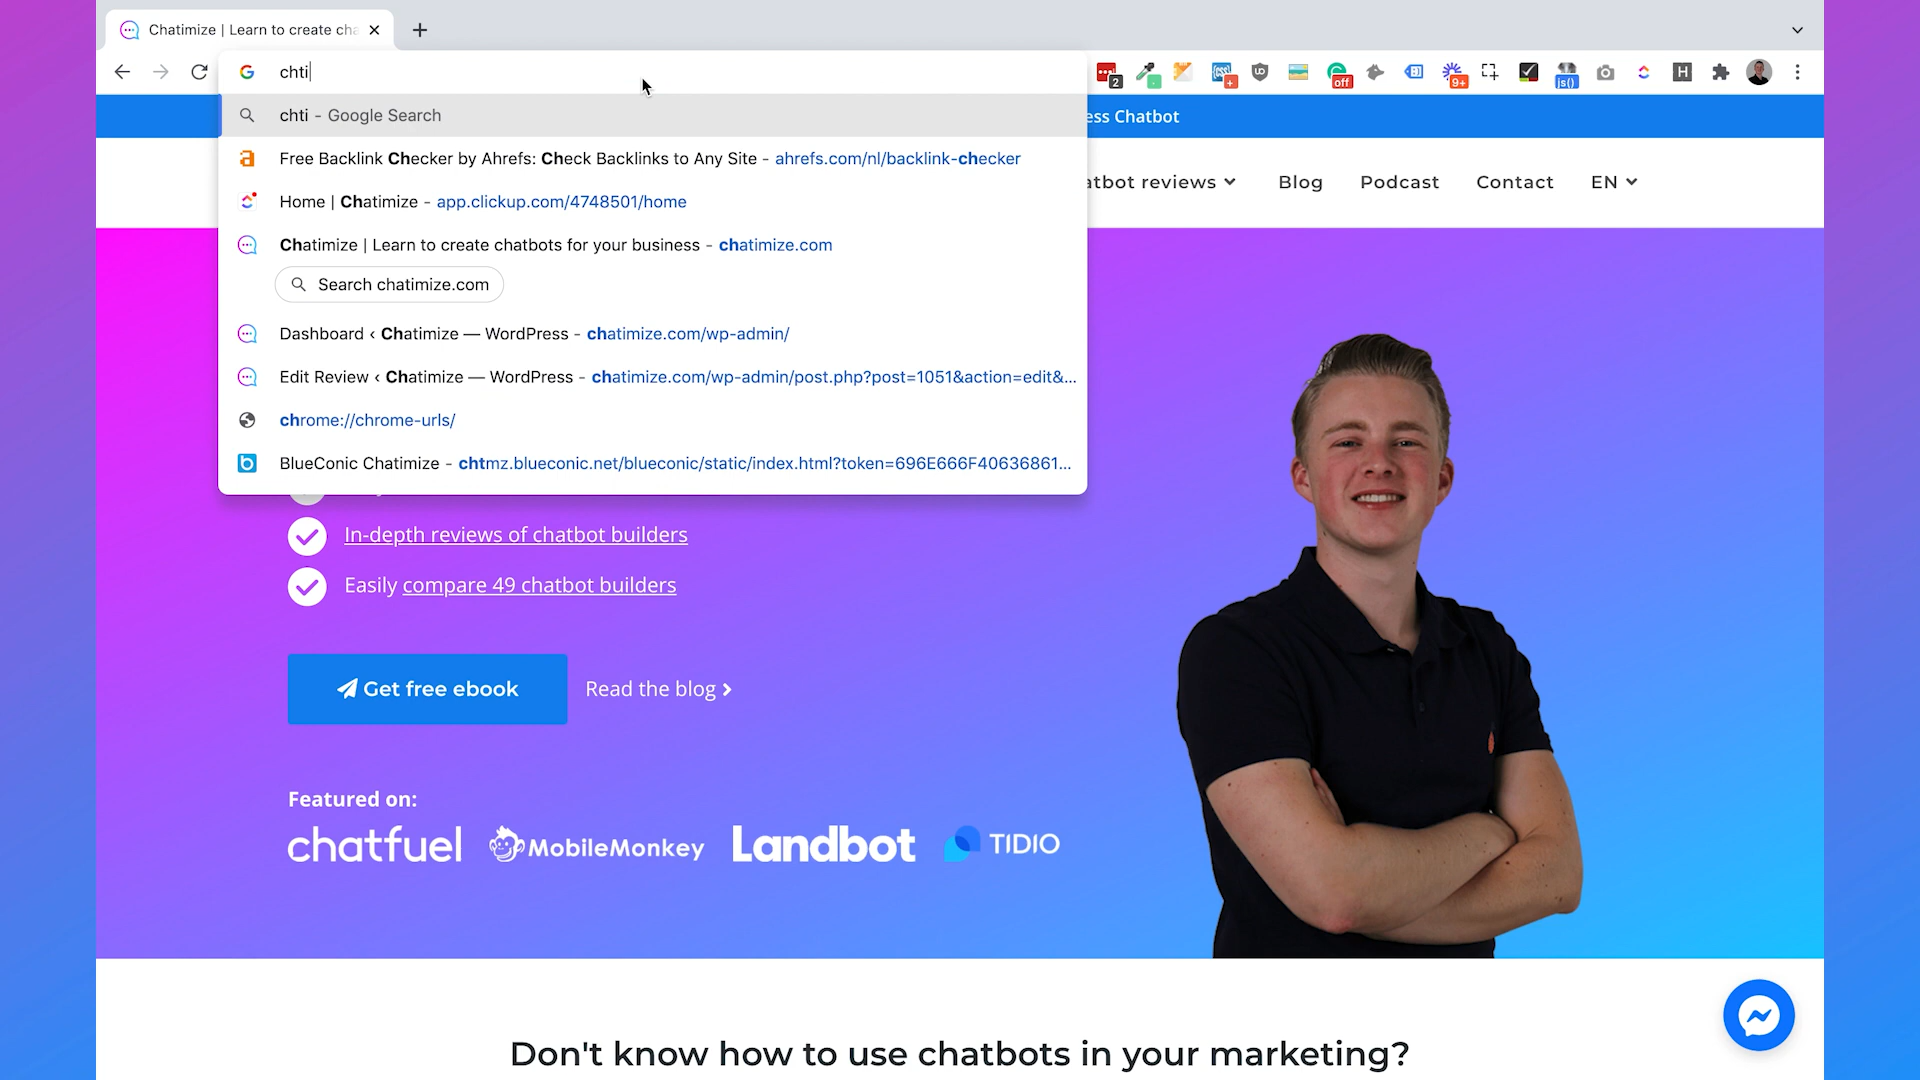 Chatimize | Learn to create cha
chti
2
+
off
9+
js()
H
chti - Google Search
ess Chatbot
Free Backlink Checker by Ahrefs: Check Backlinks to Any Site - ahrefs.com/nl/backlink-checker
Home | Chatimize - app.clickup.com/4748501/home
atbot reviews
Blog
Podcast
Contact
EN
Chatimize | Learn to create chatbots for your business - chatimize.com
Search chatimize.com
Dashboard ‹ Chatimize — WordPress - chatimize.com/wp-admin/
Edit Review ‹ Chatimize — WordPress - chatimize.com/wp-admin/post.php?post=1051&action=edit&...
chrome://chrome-urls/
BlueConic Chatimize - chtmz.blueconic.net/blueconic/static/index.html?token=696E666F40636861...
In-depth reviews of chatbot builders
Easily compare 49 chatbot builders
Get free ebook
Read the blog
Featured on:
chatfuel
MobileMonkey
Landbot
TIDIO
Don't know how to use chatbots in your marketing?